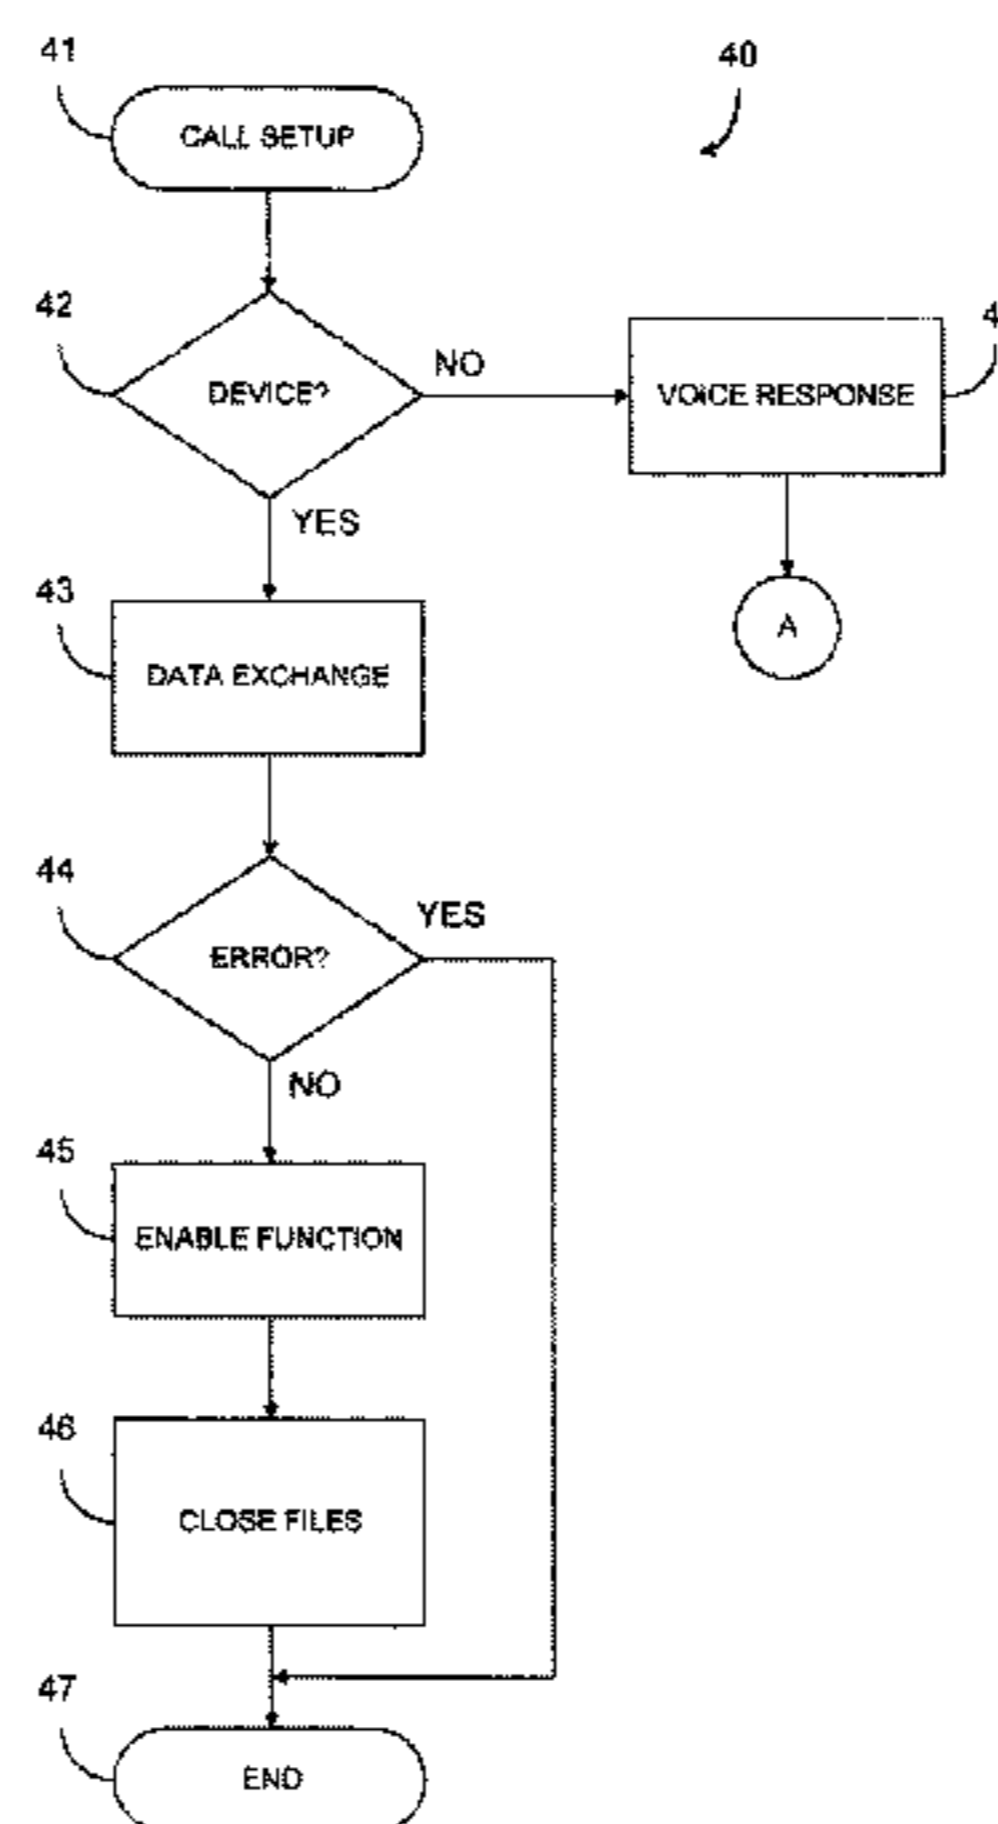 41
40
CALL SETUP
42
DEVICE?
NO
VOICE RESPONSE
YES
43
DATA EXCHANGE
A
44
ERROR?
YES
NO
45
ENABLE FUNCTION
46
CLOSE FILES
47
END